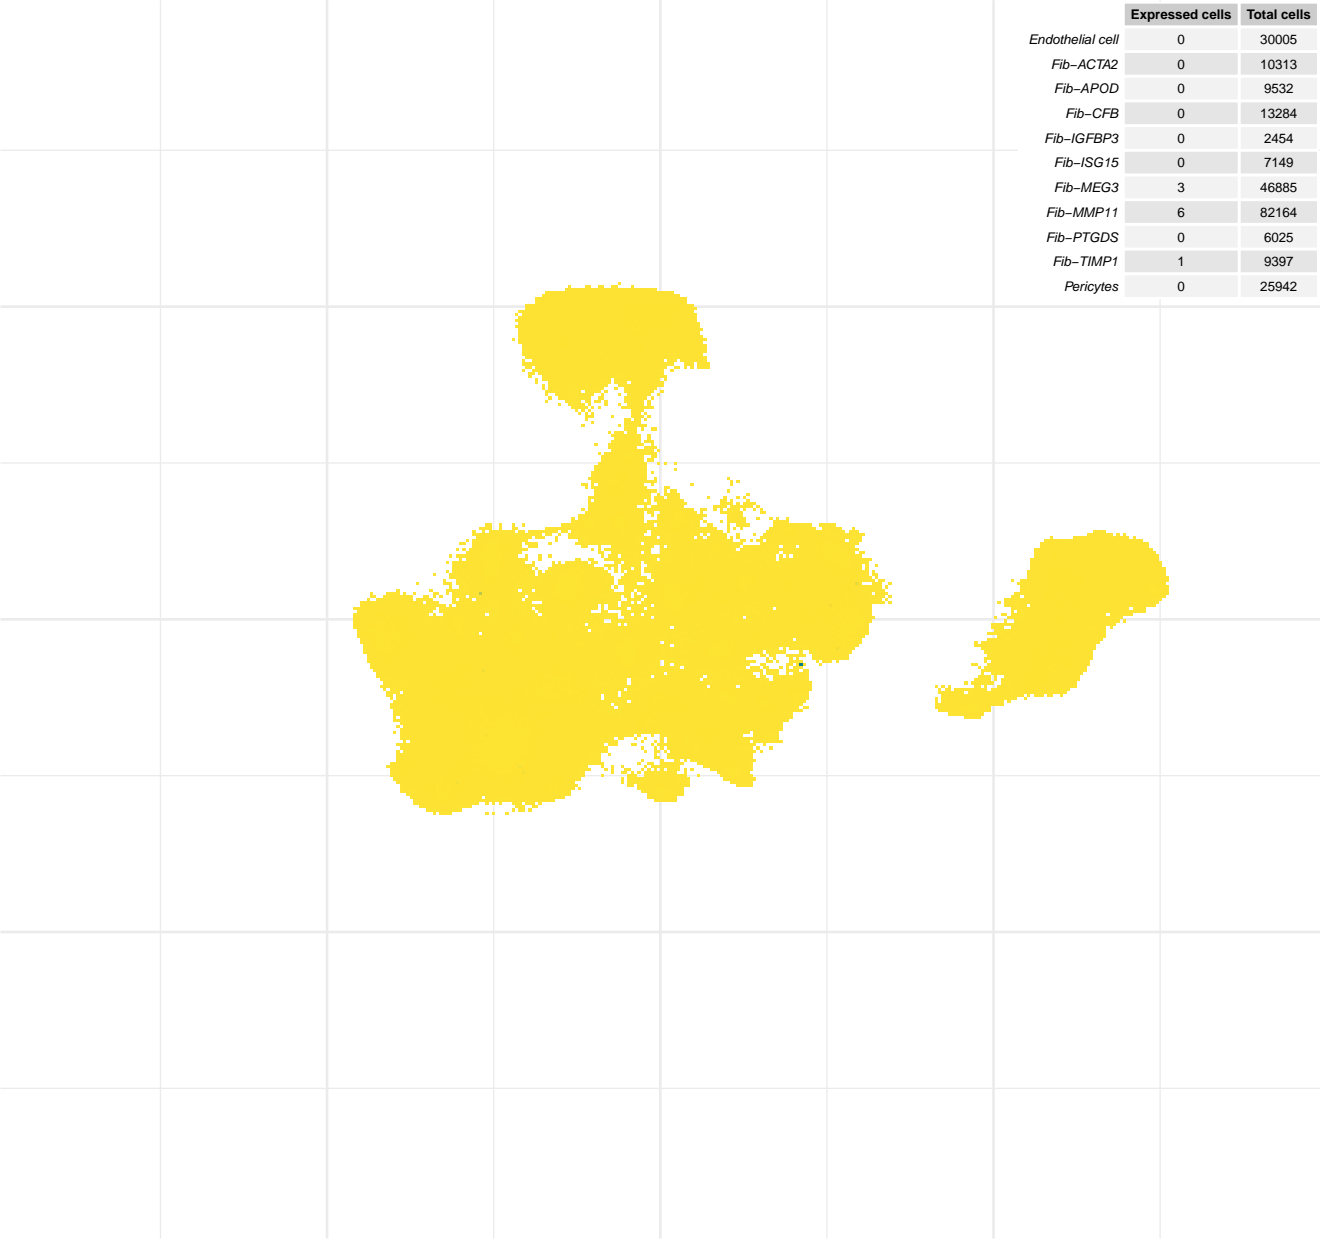 Expressed cells Total cells
Endothelial cell 0 30005
Fib−ACTA2 0 10313
Fib−APOD 0 9532
Fib−CFB 0 13284
Fib−IGFBP3 0 2454
Fib−ISG15 0 7149
Fib−MEG3 3 46885
Fib−MMP11 6 82164
Fib−PTGDS 0 6025
Fib−TIMP1 1 9397
Pericytes 0 25942